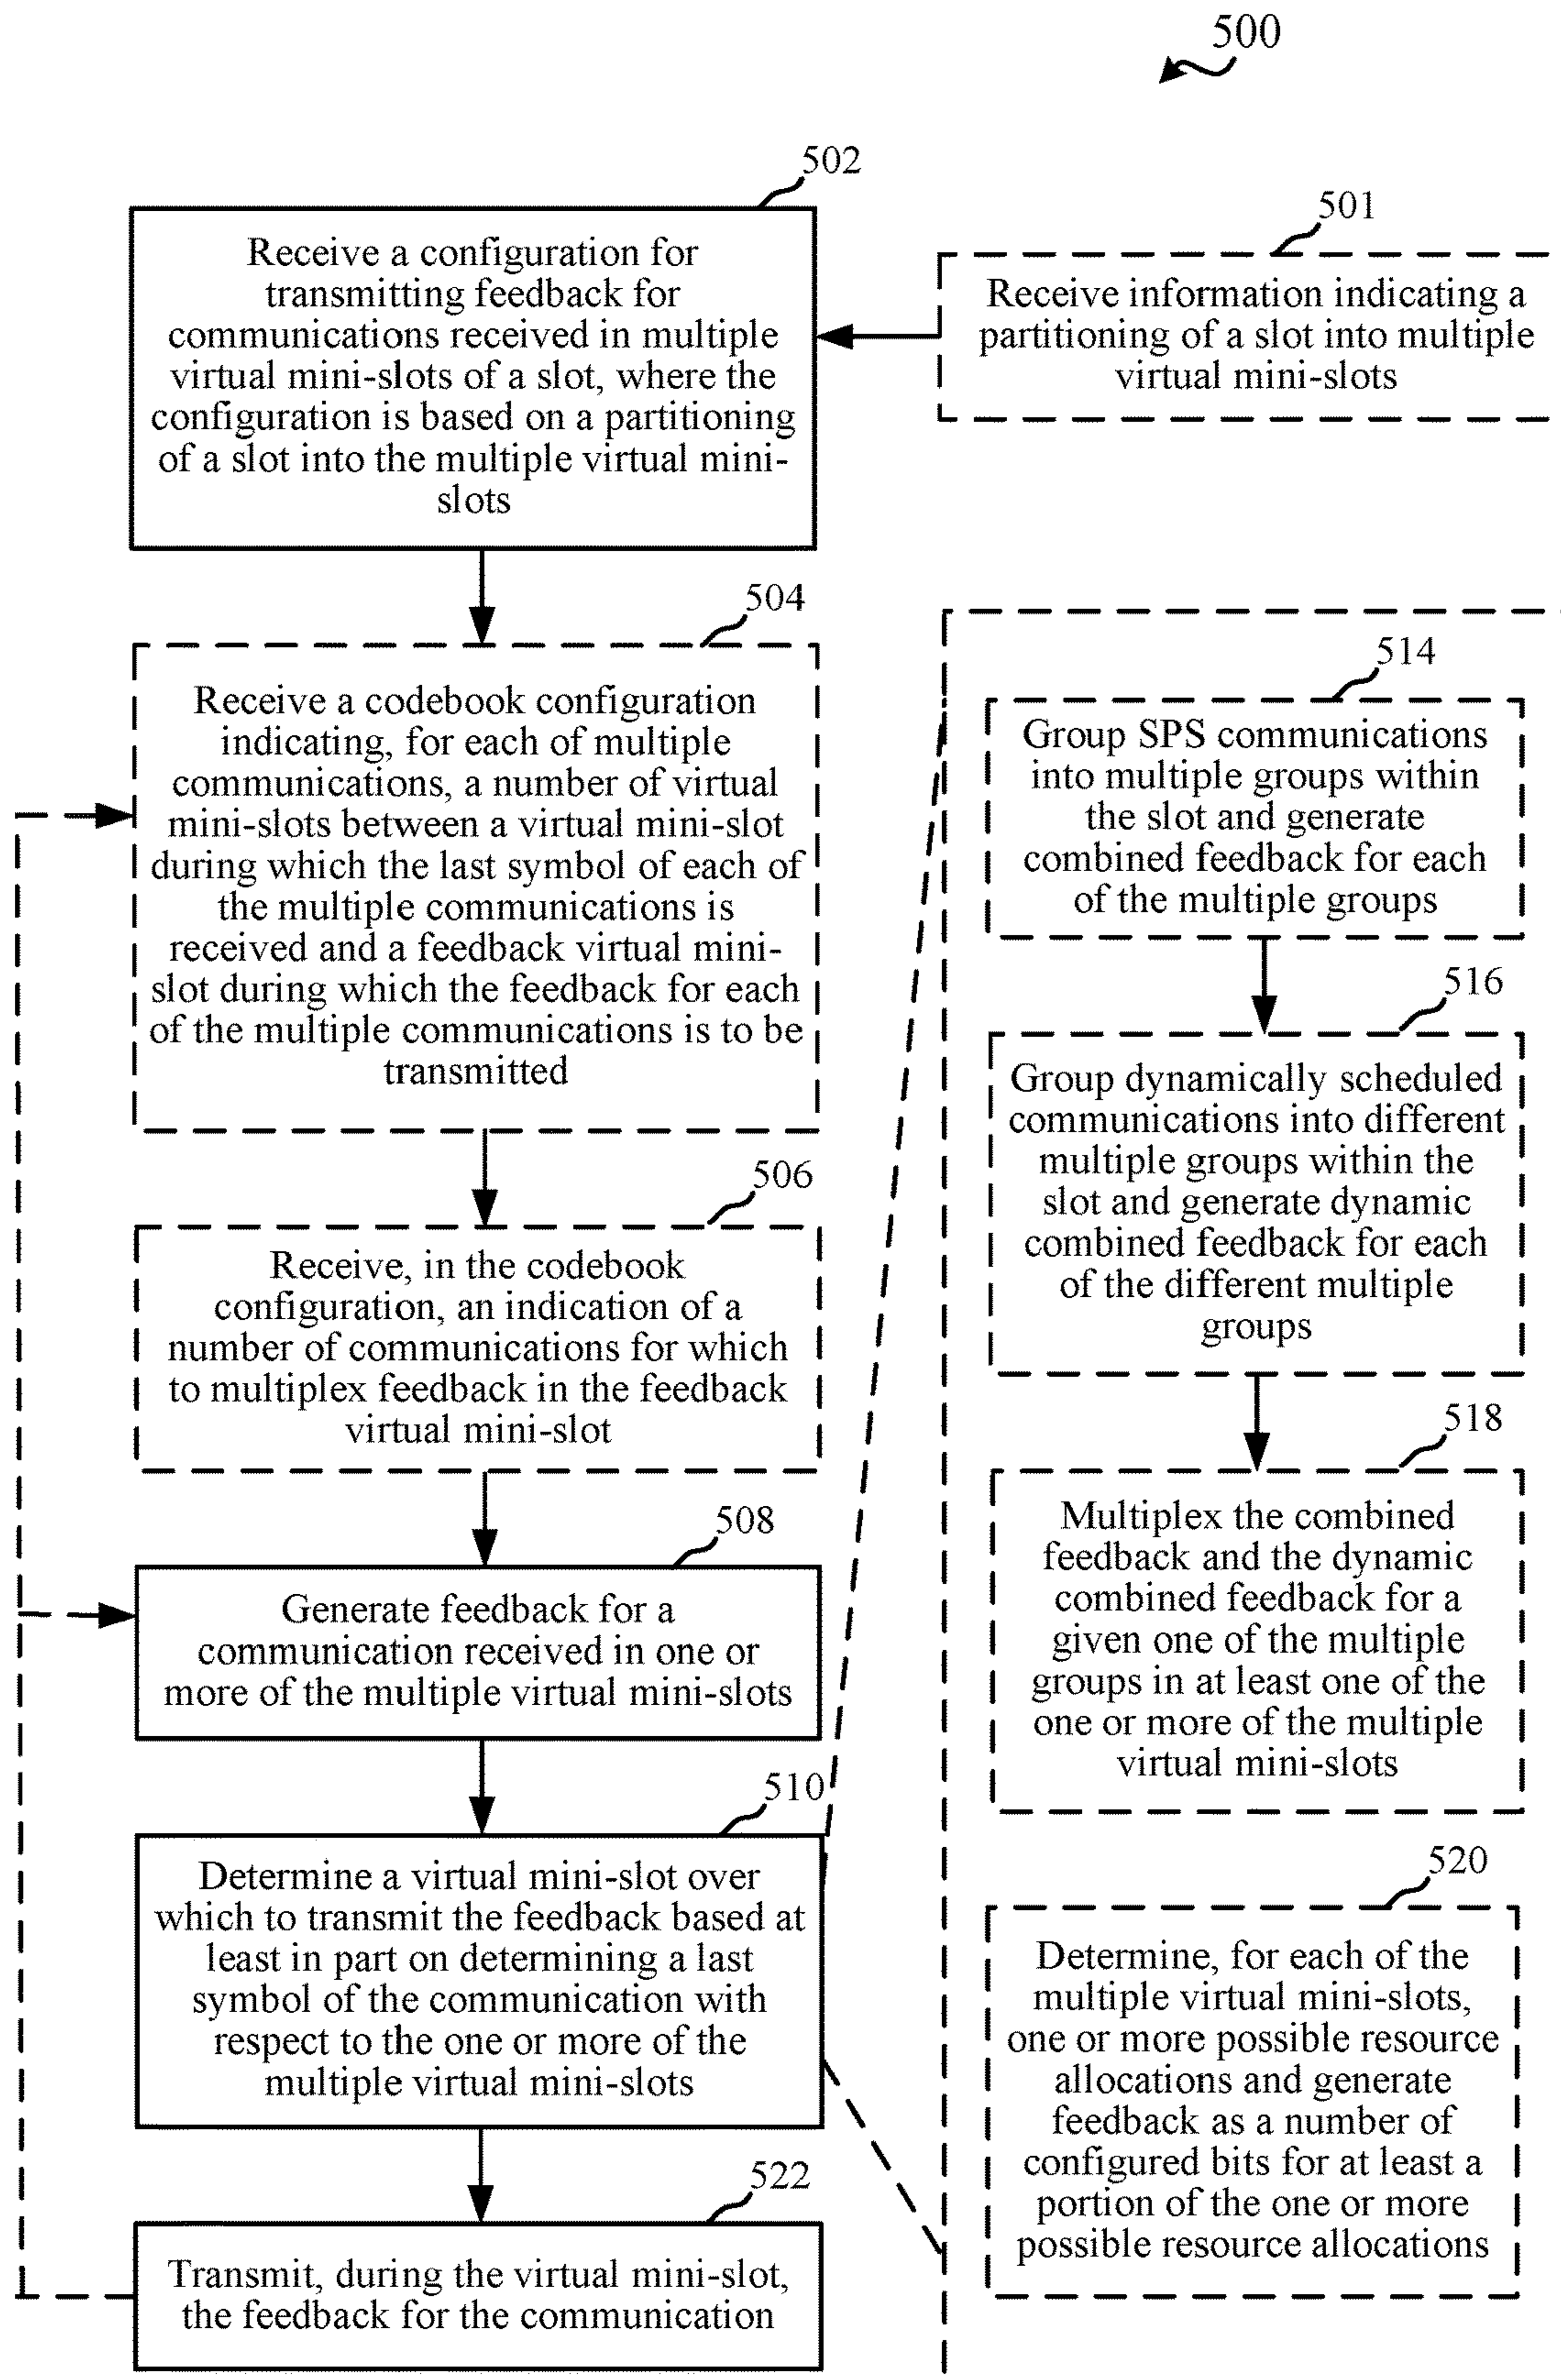 500
502
Receive a configuration for
transmitting feedback for
communications received in multiple
virtual mini-slots of a slot, where the
configuration is based on a partitioning
of a slot into the multiple virtual mini-
slots
501
Receive information indicating a
partitioning of a slot into multiple
virtual mini-slots
504
Receive a codebook configuration
indicating, for each of multiple
communications, a number of virtual
mini-slots between a virtual mini-slot
during which the last symbol of each of
the multiple communications is
received and a feedback virtual mini-
slot during which the feedback for each
of the multiple communications is to be
transmitted
506
Receive, in the codebook
configuration, an indication of a
number of communications for which
to multiplex feedback in the feedback
virtual mini-slot
508
Generate feedback for a
communication received in one or
more of the multiple virtual mini-slots
510
Determine a virtual mini-slot over
which to transmit the feedback based at
least in part on determining a last
symbol of the communication with
respect to the one or more of the
multiple virtual mini-slots
522
Transmit, during the virtual mini-slot,
the feedback for the communication
514
Group SPS communications
into multiple groups within
the slot and generate
combined feedback for each
of the multiple groups
516
Group dynamically scheduled
communications into different
multiple groups within the
slot and generate dynamic
combined feedback for each
of the different multiple
groups
518
Multiplex the combined
feedback and the dynamic
combined feedback for a
given one of the multiple
groups in at least one of the
one or more of the multiple
virtual mini-slots
520
Determine, for each of the
multiple virtual mini-slots,
one or more possible resource
allocations and generate
feedback as a number of
configured bits for at least a
portion of the one or more
possible resource allocations